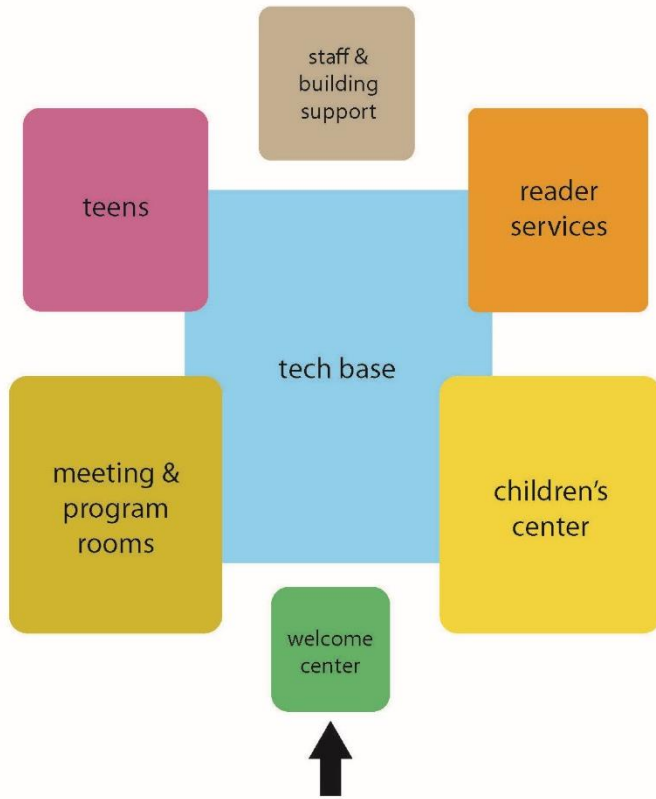 staff &
building
support
teens
reader
services
tech base
meeting &
program
rooms
children's
center
welcome
center